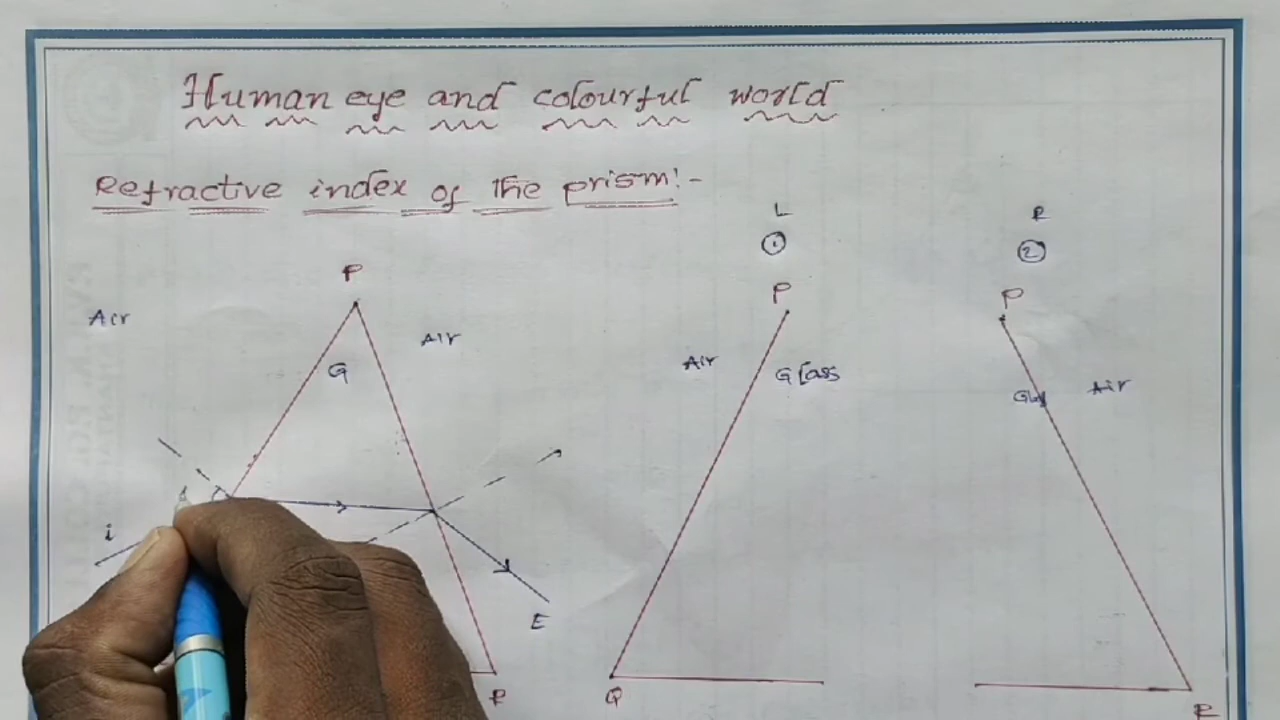 Human eye and colourful world
Refractive index of the prism:-
L
R
1
2
P
P
P
Air
Air
G
Air
Glass
Air
i
E
R
Q
R